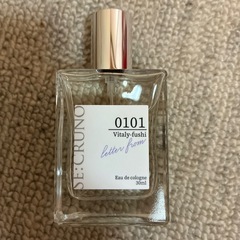 SE:CRUNO
0101
Vitaly-fushi
letter from
Eau de cologne
30ml